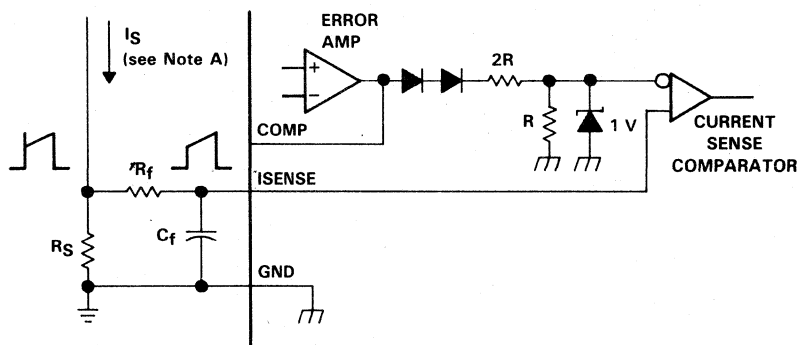 ERROR
AMP
IS
(see Note A)
2R
COMP
R
1 V
CURRENT
SENSE
COMPARATOR
Rf
ISENSE
RS
Cf
GND